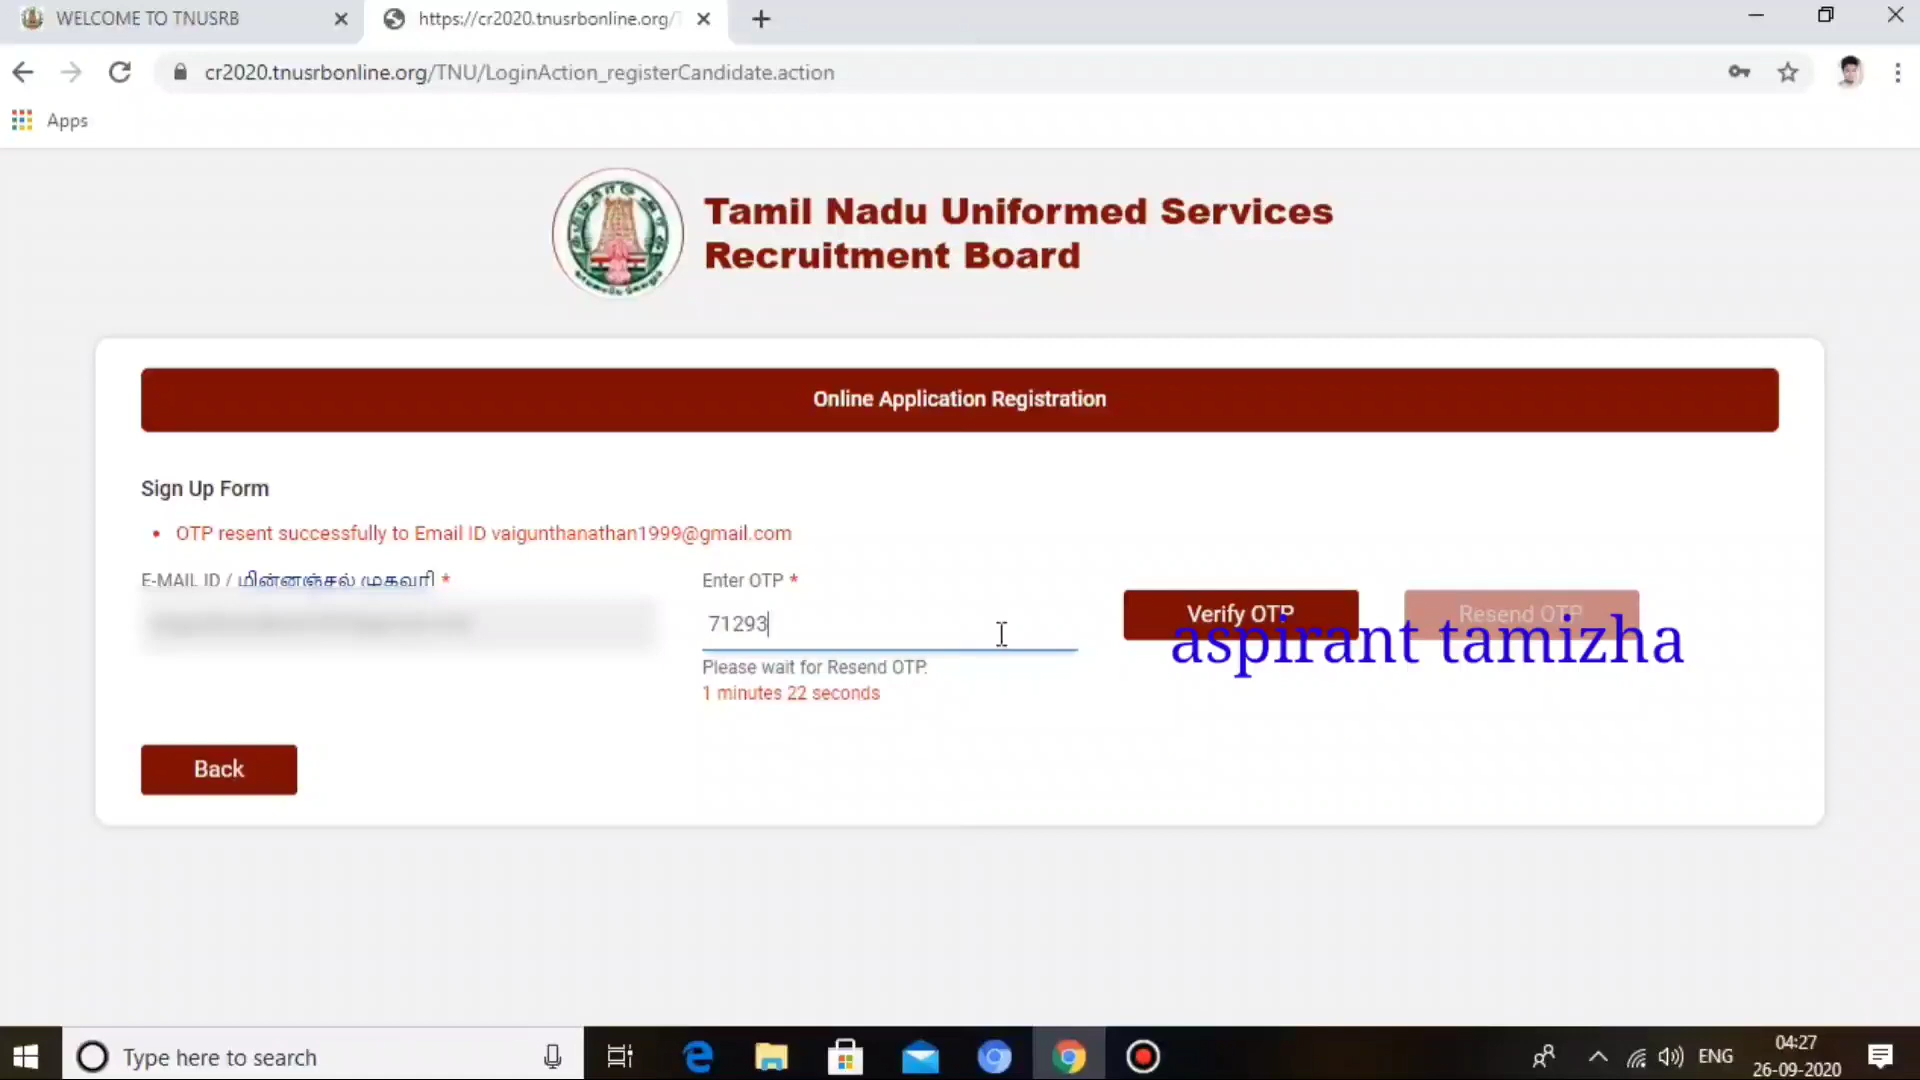 WELCOME TO TNUSRB
https://cr2020.tnusrbonline.org/
cr2020.tnusrbonline.org/TNU/LoginAction_registerCandidate.action
Apps
Tamil Nadu Uniformed Services
Recruitment Board
Online Application Registration
Sign Up Form
OTP resent successfully to Email ID vaigunthanathan1999@gmail.com
E-MAIL ID / மின்னஞ்சல் முகவரி *
Enter OTP *
71293
Verify OTP
Resend OTP
aspirant tamizha
Please wait for Resend OTP.
1 minutes 22 seconds
Back
Type here to search
ENG
04:27
26-09-2020